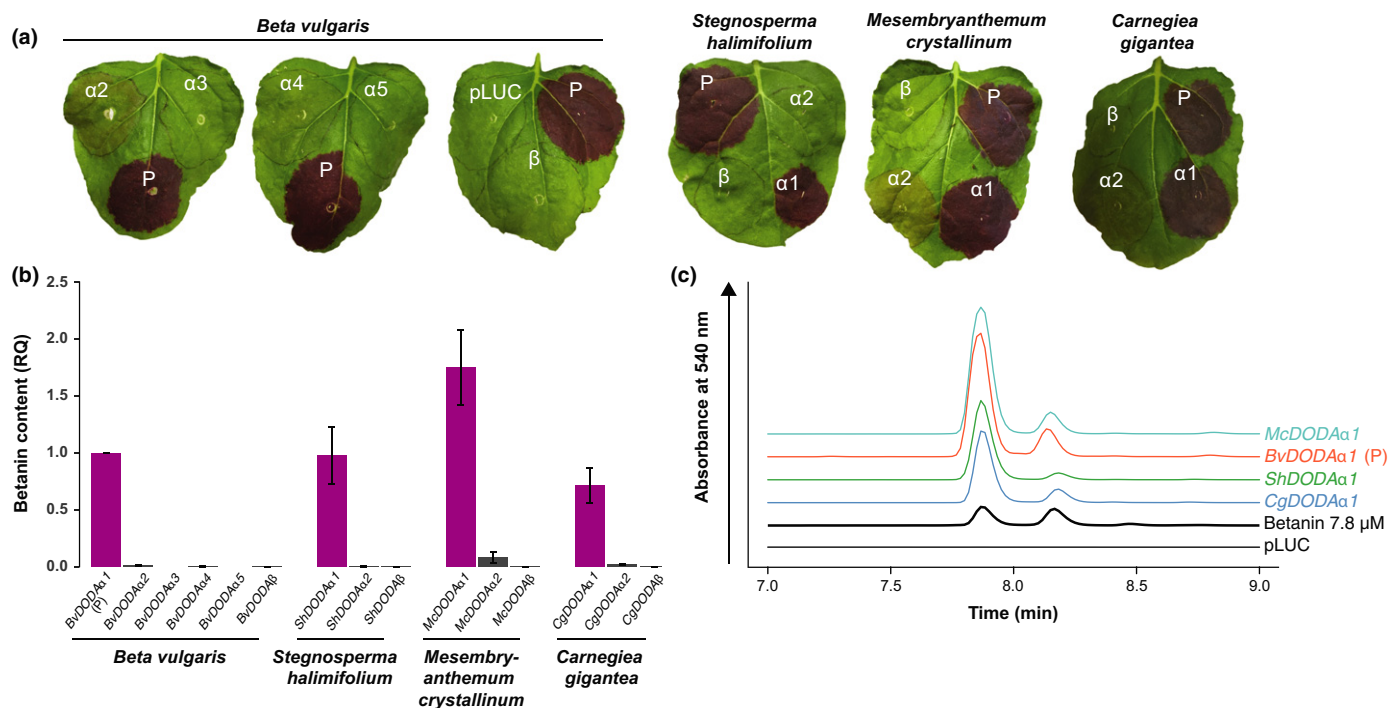 (a)
Beta vulgaris
Stegnosperma
halimifolium
Mesembryanthemum
crystallinum
Carnegiea
gigantea
α2
α3
P
α4
α5
P
pLUC
P
β
P
α2
β
α1
β
P
α2
α1
β
P
α2
α1
(b)
Betanin content (RQ)
2.5
2.0
1.5
1.0
0.5
0.0
BvDODAα1
(P)
BvDODAα2
BvDODAα3
BvDODAα4
BvDODAα5
BvDODAβ
ShDODAα1
ShDODAα2
ShDODAβ
McDODAα1
McDODAα2
McDODAβ
CgDODAα1
CgDODAα2
CgDODAβ
Beta vulgaris
Stegnosperma
halimifolium
Mesembry-
anthemum
crystallinum
Carnegiea
gigantea
(c)
Absorbance at 540 nm
McDODAα1
BvDODAα1 (P)
ShDODAα1
CgDODAα1
Betanin 7.8 μM
pLUC
7.0
7.5
8.0
8.5
9.0
Time (min)